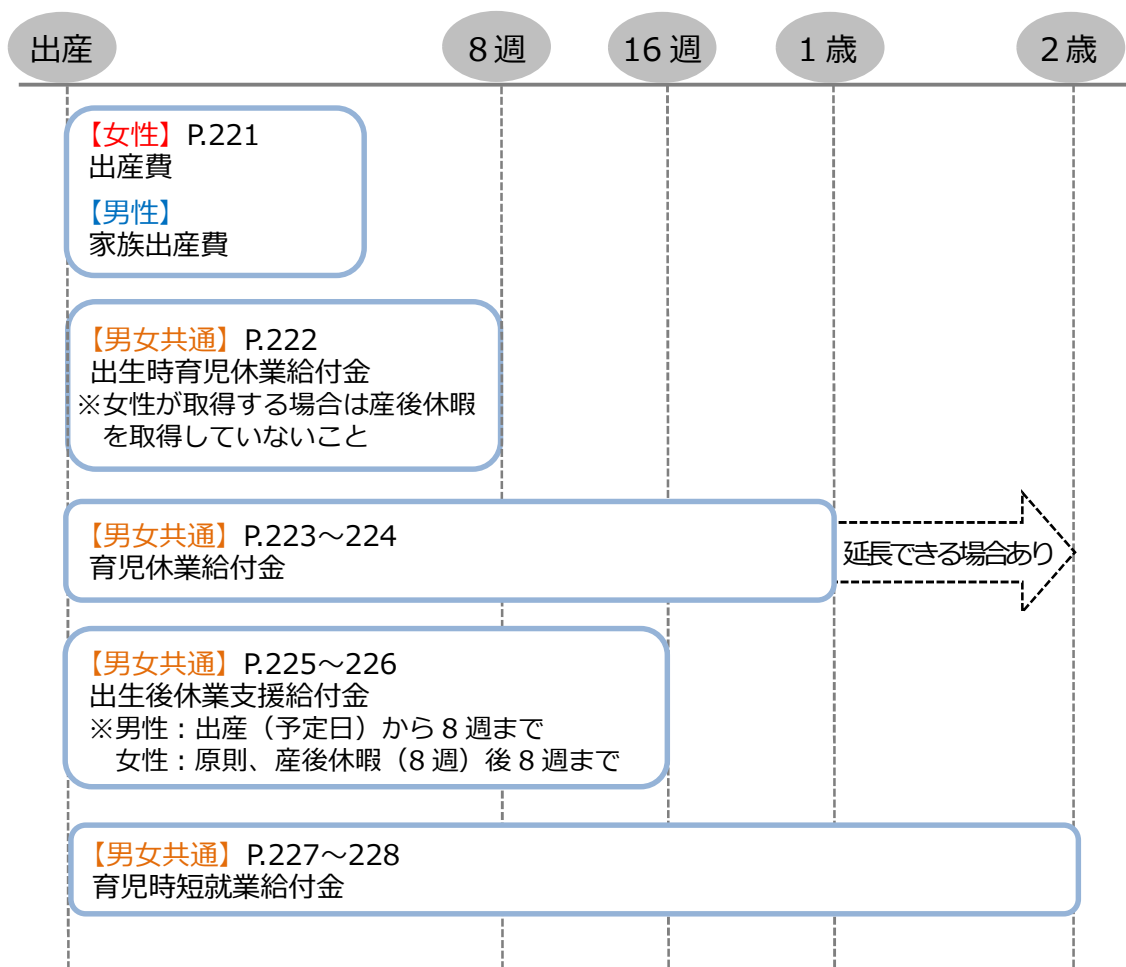 出産 8週 16週 1歳 2歳
【女性】P.221
出産費
【男性】
家族出産費
【男女共通】P.222
出生時育児休業給付金
※女性が取得する場合は産後休暇
を取得していないこと
【男女共通】P.223～224
育児休業給付金
延長できる場合あり
【男女共通】P.225～226
出生後休業支援給付金
※男性：出産（予定日）から8週まで
女性：原則、産後休暇（8週）後8週まで
【男女共通】P.227～228
育児時短就業給付金